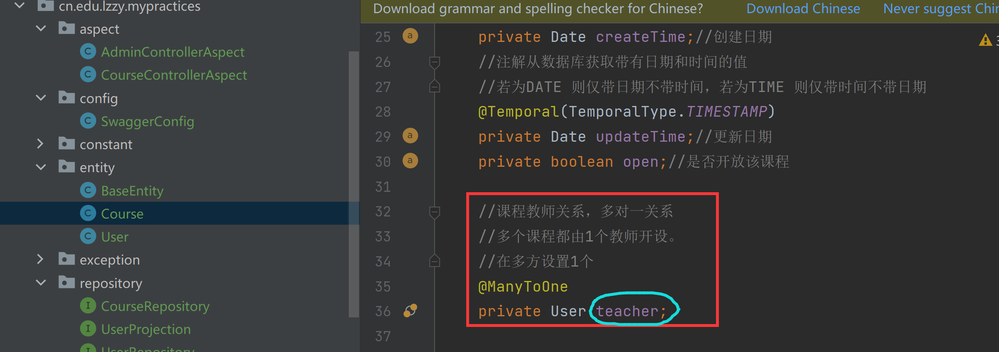 cn.edu.lzzy.mypractices
aspect
AdminControllerAspect
CourseControllerAspect
config
SwaggerConfig
constant
entity
BaseEntity
Course
User
exception
repository
CourseRepository
UserProjection
UserRepository
Download grammar and spelling checker for Chinese? Download Chinese Never suggest Chin
25 private Date createTime;//创建日期
26 //注解从数据库获取带有日期和时间的值
27 //若为DATE 则仅带日期不带时间，若为TIME 则仅带时间不带日期
28 @Temporal(TemporalType.TIMESTAMP)
29 private Date updateTime;//更新日期
30 private boolean open;//是否开放该课程
31
32 //课程教师关系，多对一关系
33 //多个课程都由1个教师开设。
34 //在多方设置1个
35 @ManyToOne
36 private User teacher;
37